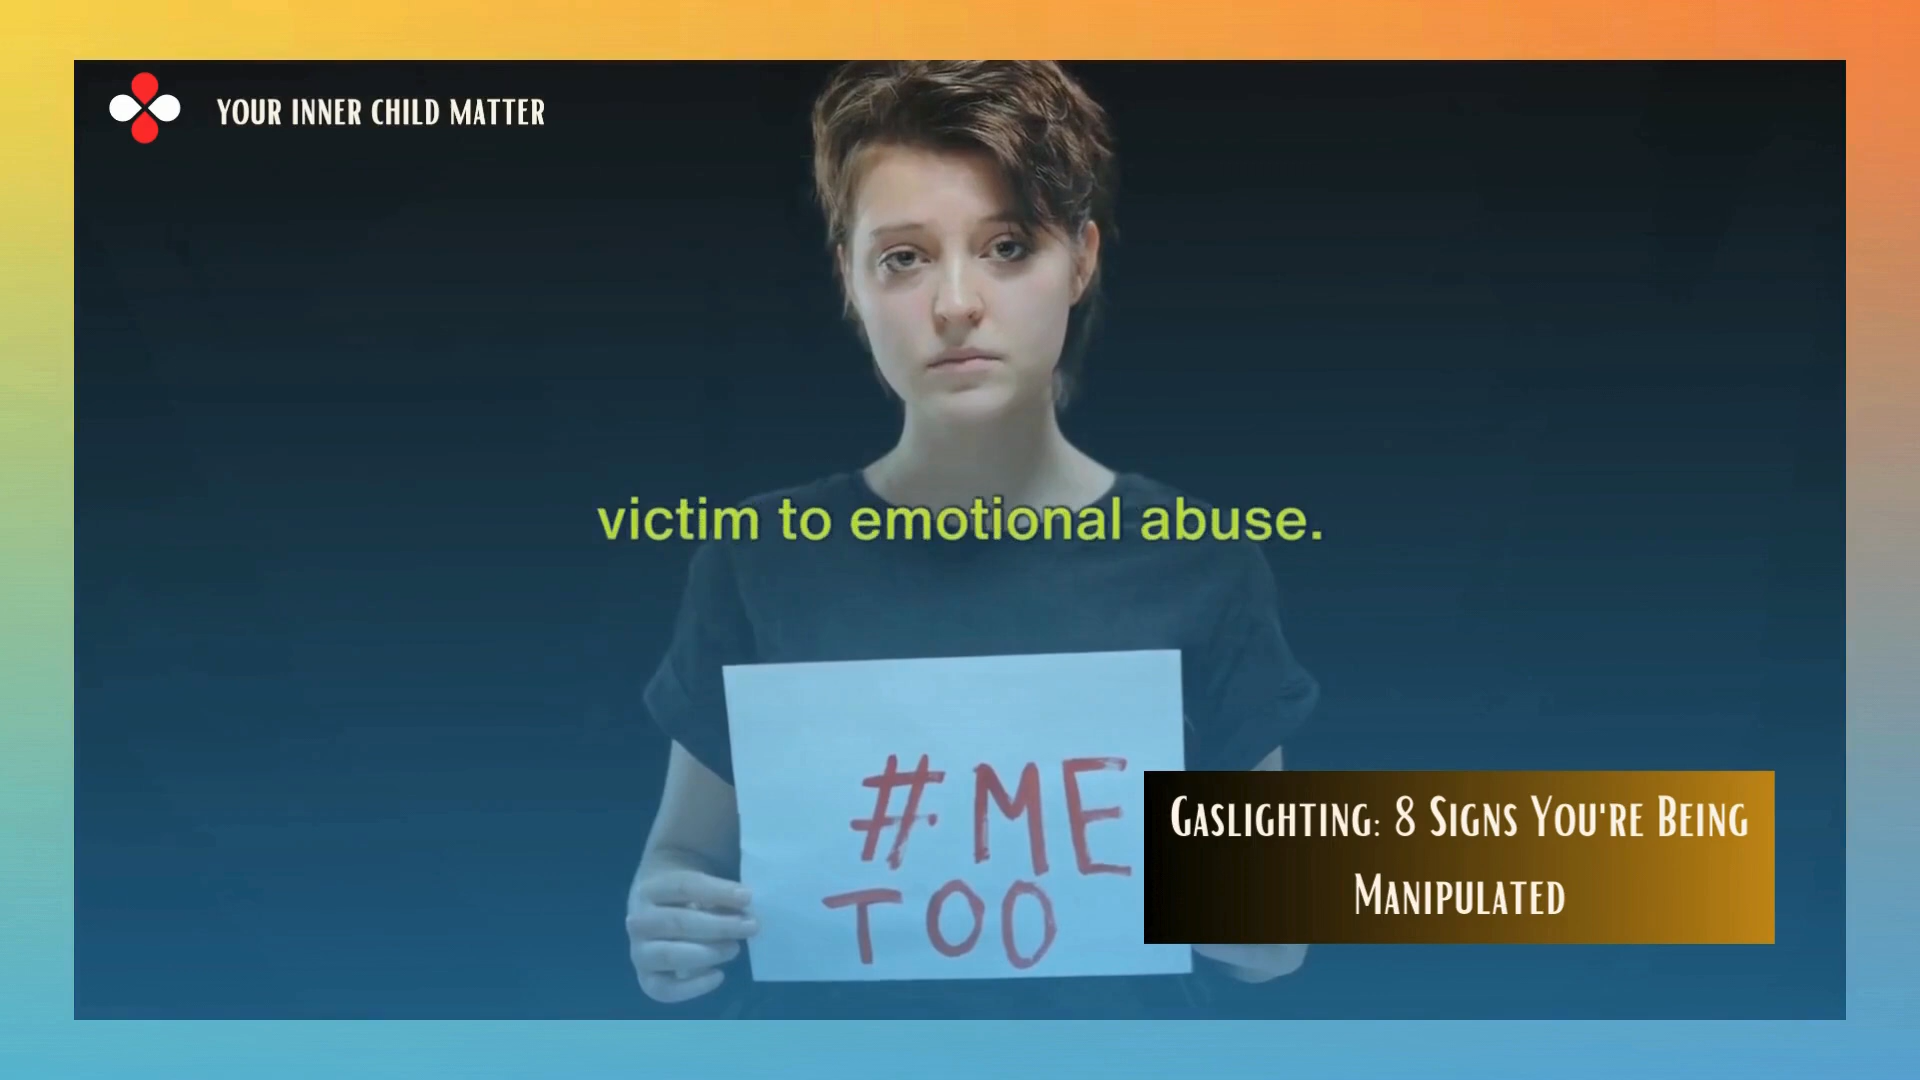 YOUR INNER CHILD MATTER
victim to emotional abuse.
#ME
TOO
Gaslighting: 8 Signs You're Being
Manipulated